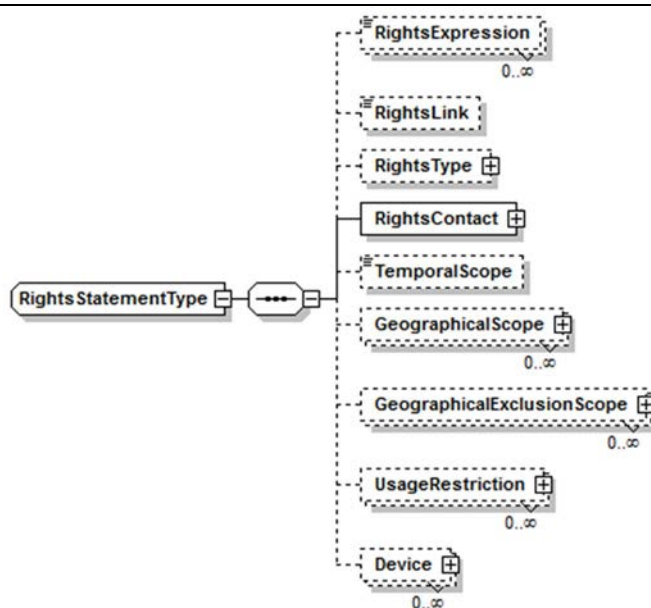 RightsExpression
0..∞
RightsLink
RightsType
RightsContact
RightsStatementType
TemporalScope
GeographicalScope
0..∞
GeographicalExclusionScope
0..∞
UsageRestriction
0..∞
Device
0..∞